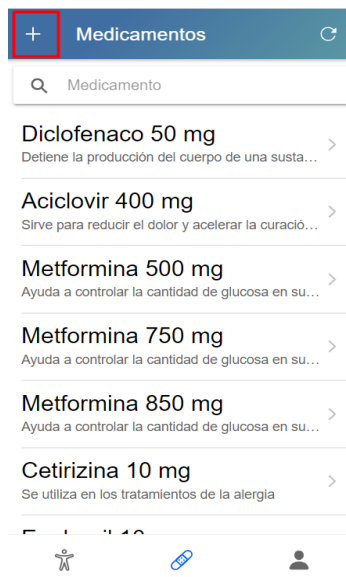 Medicamentos
Medicamento
Diclofenaco 50 mg
Detiene la producción del cuerpo de una susta...
Aciclovir 400 mg
Sirve para reducir el dolor y acelerar la curació...
Metformina 500 mg
Ayuda a controlar la cantidad de glucosa en su...
Metformina 750 mg
Ayuda a controlar la cantidad de glucosa en su...
Metformina 850 mg
Ayuda a controlar la cantidad de glucosa en su...
Cetirizina 10 mg
Se utiliza en los tratamientos de la alergia